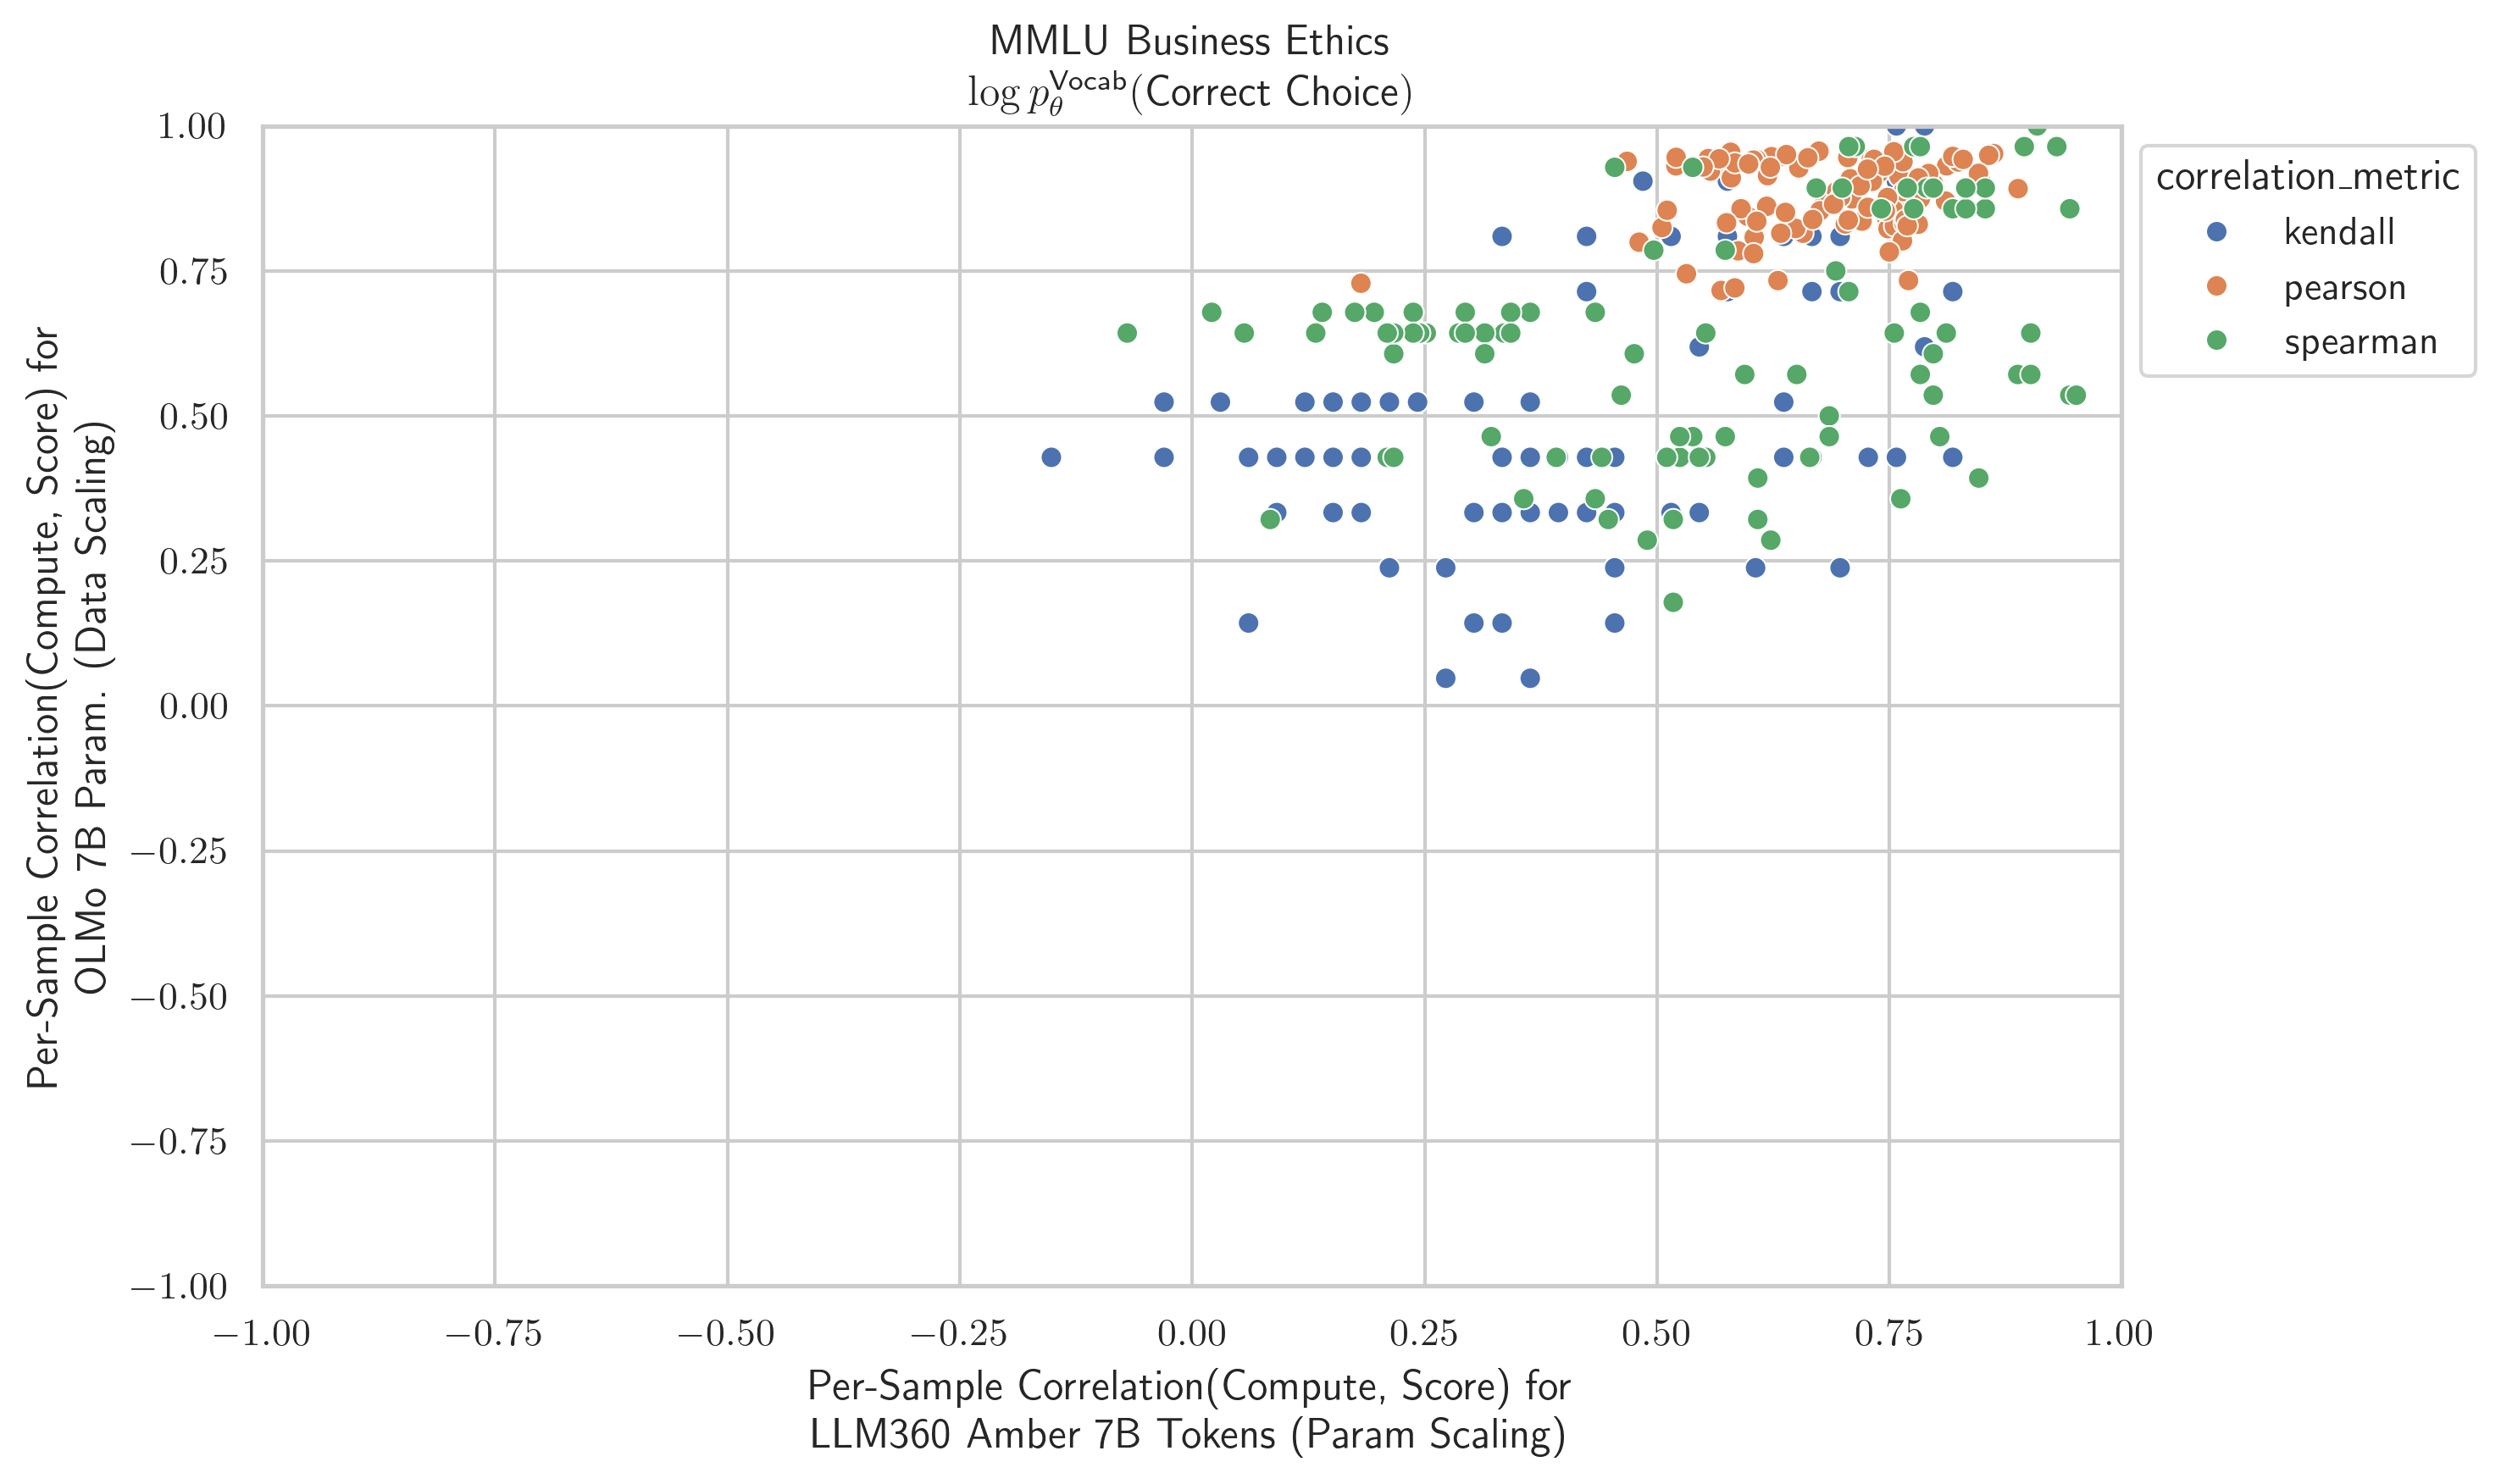 MMLU Business Ethics
log p_θ^Vocab(Correct Choice)
1.00
0.75
0.50
0.25
0.00
−0.25
−0.50
−0.75
−1.00
Per-Sample Correlation(Compute, Score) for
OLMo 7B Param. (Data Scaling)
correlation_metric
kendall
pearson
spearman
−1.00 −0.75 −0.50 −0.25 0.00 0.25 0.50 0.75 1.00
Per-Sample Correlation(Compute, Score) for
LLM360 Amber 7B Tokens (Param Scaling)